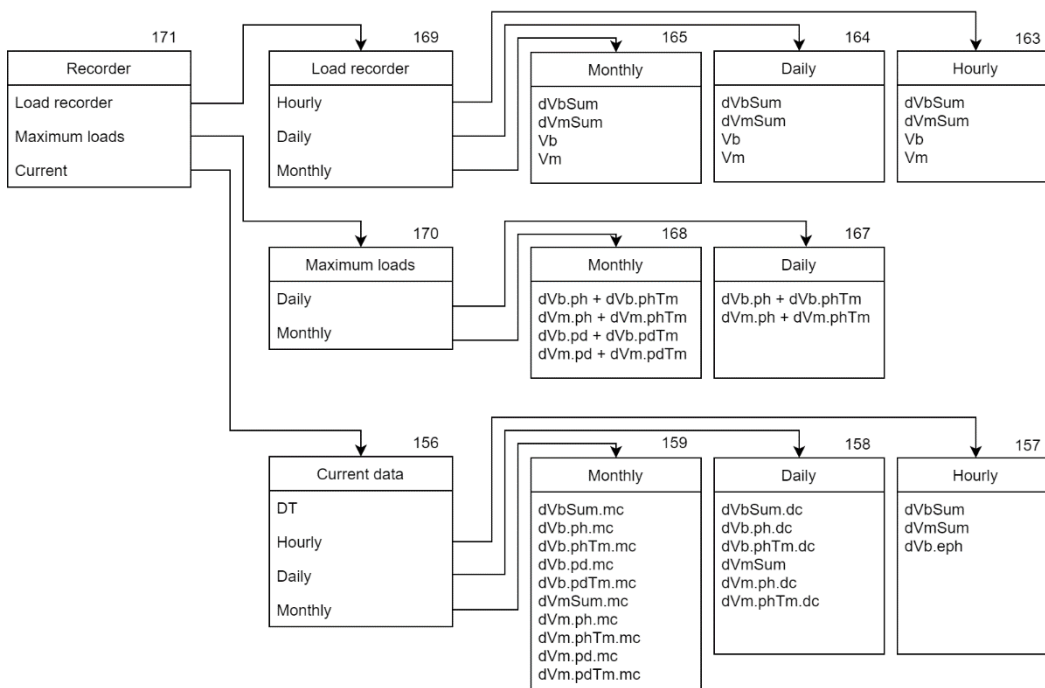 171
Recorder
Load recorder
Maximum loads
Current
169
Load recorder
Hourly
Daily
Monthly
165
Monthly
dVbSum
dVmSum
Vb
Vm
164
Daily
dVbSum
dVmSum
Vb
Vm
163
Hourly
dVbSum
dVmSum
Vb
Vm
170
Maximum loads
Daily
Monthly
168
Monthly
dVb.ph + dVb.phTm
dVm.ph + dVm.phTm
dVb.pd + dVb.pdTm
dVm.pd + dVm.pdTm
167
Daily
dVb.ph + dVb.phTm
dVm.ph + dVm.phTm
156
Current data
DT
Hourly
Daily
Monthly
159
Monthly
dVbSum.mc
dVb.ph.mc
dVb.phTm.mc
dVb.pd.mc
dVb.pdTm.mc
dVmSum.mc
dVm.ph.mc
dVm.phTm.mc
dVm.pd.mc
dVm.pdTm.mc
158
Daily
dVbSum.dc
dVb.ph.dc
dVb.phTm.dc
dVmSum
dVm.ph.dc
dVm.phTm.dc
157
Hourly
dVbSum
dVmSum
dVb.eph